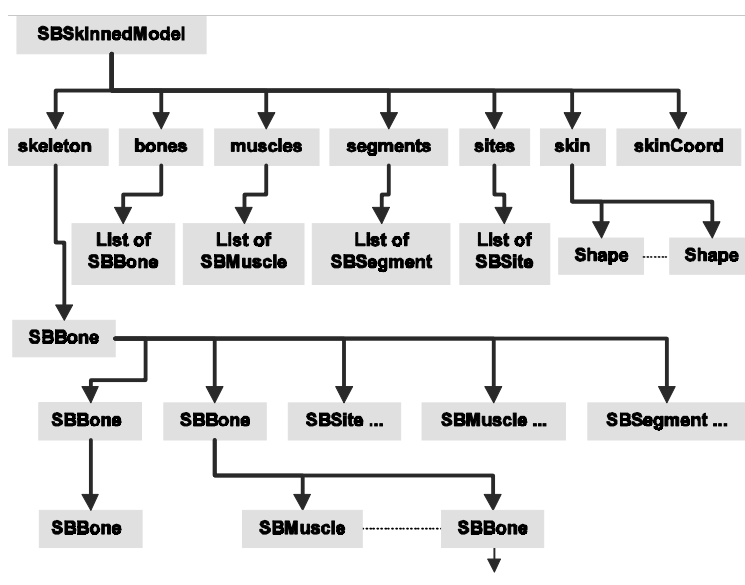 SBSkinnedModel
skeleton bones muscles segments sites skin skinCoord
List of List of List of List of
SBBone SBMuscle SBSegment SBSite Shape Shape
SBBone
SBBone SBBone SBSite ... SBMuscle ... SBSegment ...
SBBone SBMuscle SBBone